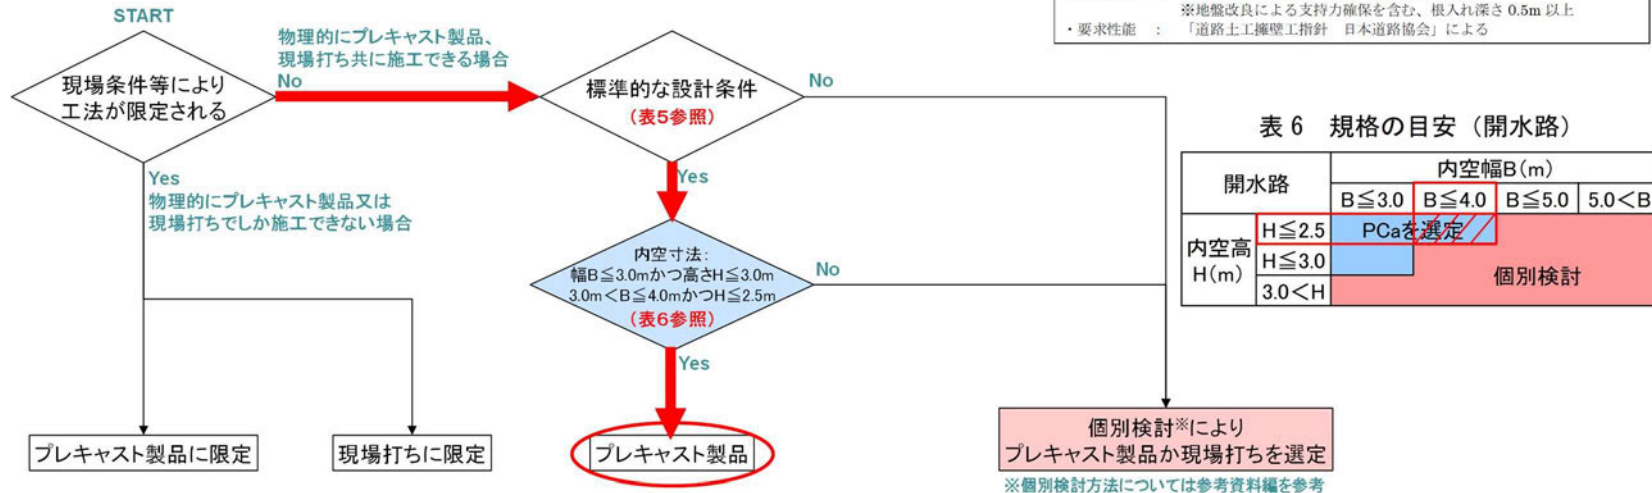 ※地盤改良による支持力確保を含む、根入れ深さ 0.5m 以上
・要求性能 : 「道路土工擁壁工指針 日本道路協会」による
START
現場条件等により
工法が限定される
物理的にプレキャスト製品、
現場打ち共に施工できる場合
No
標準的な設計条件
(表5参照)
No
Yes
物理的にプレキャスト製品又は
現場打ちでしか施工できない場合
Yes
内空寸法:
幅B≦3.0mかつ高さH≦3.0m
3.0m<B≦4.0mかつH≦2.5m
(表6参照)
No
Yes
プレキャスト製品に限定
現場打ちに限定
プレキャスト製品
個別検討※により
プレキャスト製品か現場打ちを選定
※個別検討方法については参考資料編を参考
表 6 規格の目安(開水路)
開水路
内空幅B(m)
B≦3.0 B≦4.0 B≦5.0 5.0<B
内空高
H(m)
H≦2.5
H≦3.0
3.0<H
PCaを選定
個別検討